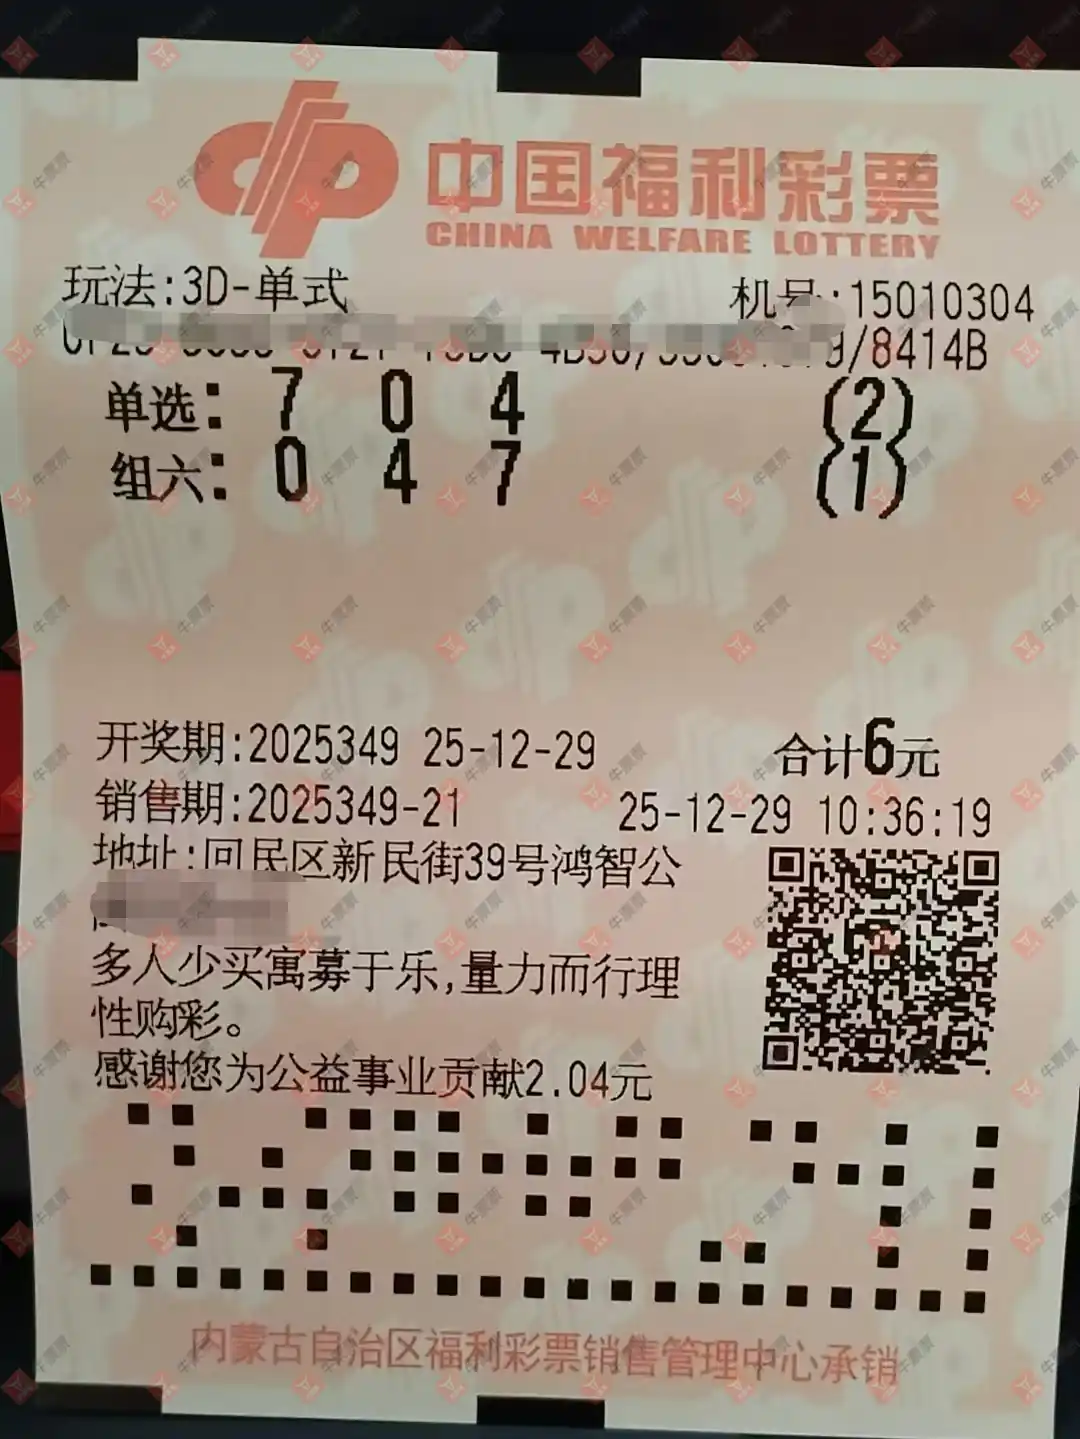 中国福利彩票
CHINA WELFARE LOTTERY
玩法:3D-单式 机号:15010304
9/8414B
单选: 7 0 4 (2)
组六: 0 4 7 (1)
开奖期:2025349 25-12-29 合计6元
销售期:2025349-21 25-12-29 10:36:19
地址:回民区新民街39号鸿智公
多人少买寓募于乐,量力而行理
性购彩。
感谢您为公益事业贡献2.04元
内蒙古自治区福利彩票销售管理中心承销
牛票票